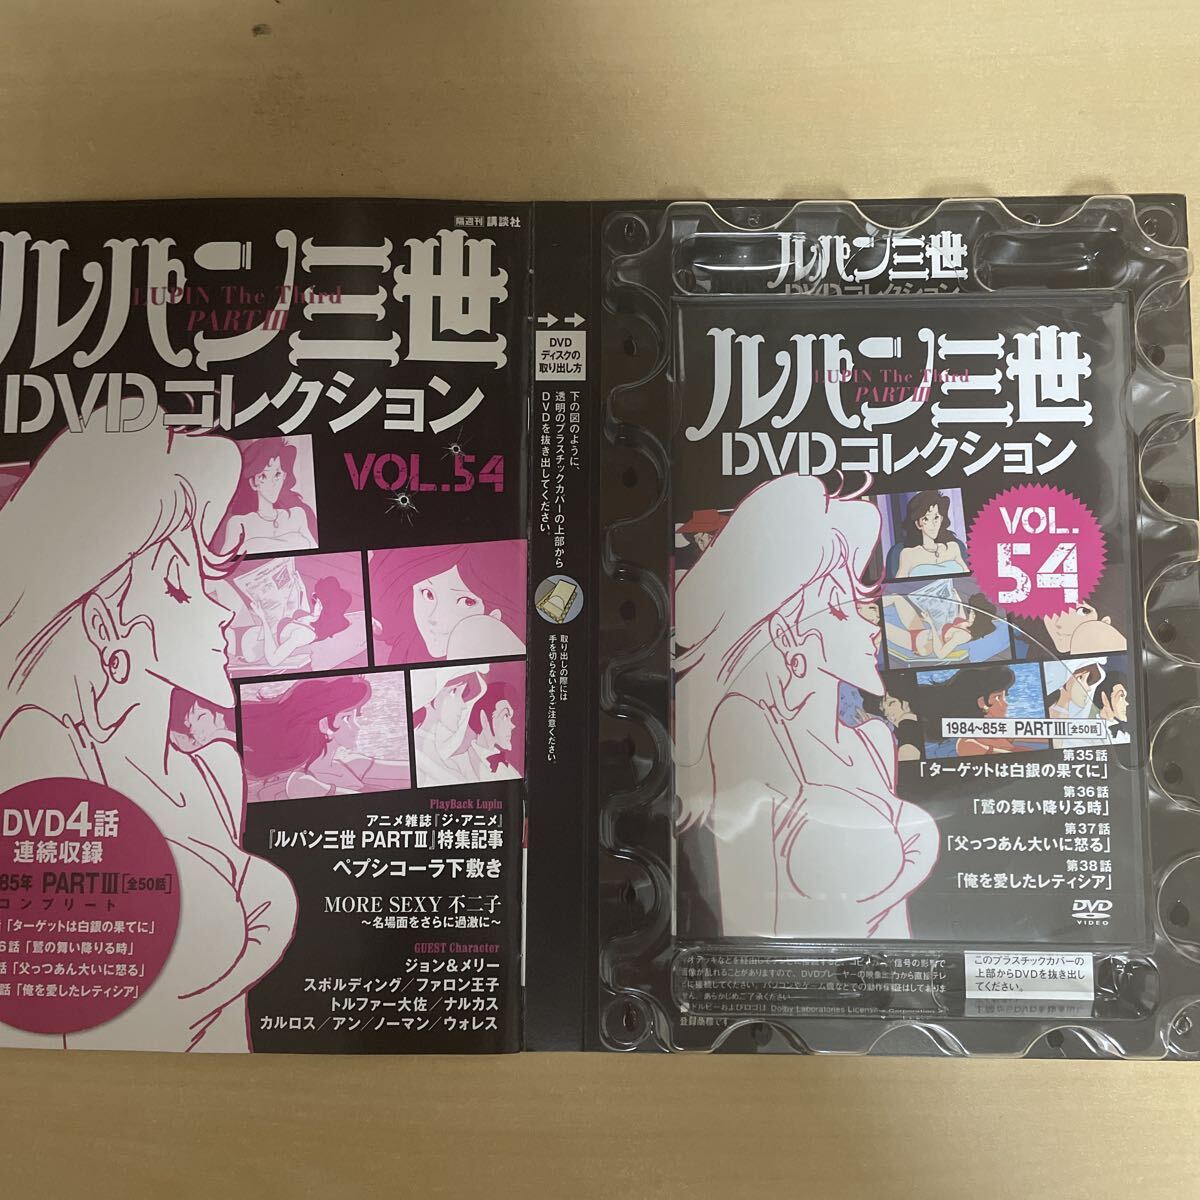 隔週刊 講談社
ルパン三世
LUPIN The Third
PART III
DVDコレクション
VOL.54
PlayBack Lupin
アニメ雑誌『ジ・アニメ』
『ルパン三世 PARTⅢ』特集記事
ペプシコーラ下敷き
MORE SEXY 不二子
～名場面をさらに過激に～
GUEST Character
ジョン&メリー
スポルディング／ファロン王子
トルファー大佐／ナルカス
カルロス／アン／ノーマン／ウォレス
DVD4話
連続収録
85年 PARTⅢ [全50話]
コンプリート
「ターゲットは白銀の果てに」
6話「鷲の舞い降りる時」
話「父っつあん大いに怒る」
話「俺を愛したレティシア」
DVD
ディスクの
取り出し方
下の図のように、
透明のプラスチックカバーの上部から
DVDを抜き出してください。
取り出しの際には
手を切らないようご注意ください。
ルパン三世
DVDコレクション
ルパン三世
LUPIN The Third
PART III
DVDコレクション
VOL.
54
1984~85年 PARTⅢ [全50話]
第35話
「ターゲットは白銀の果てに」
第36話
「鷲の舞い降りる時」
第37話
「父っつあん大いに怒る」
第38話
「俺を愛したレティシア」
DVD
VIDEO
このプラスチックカバーの
上部からDVDを抜き出し
てください。